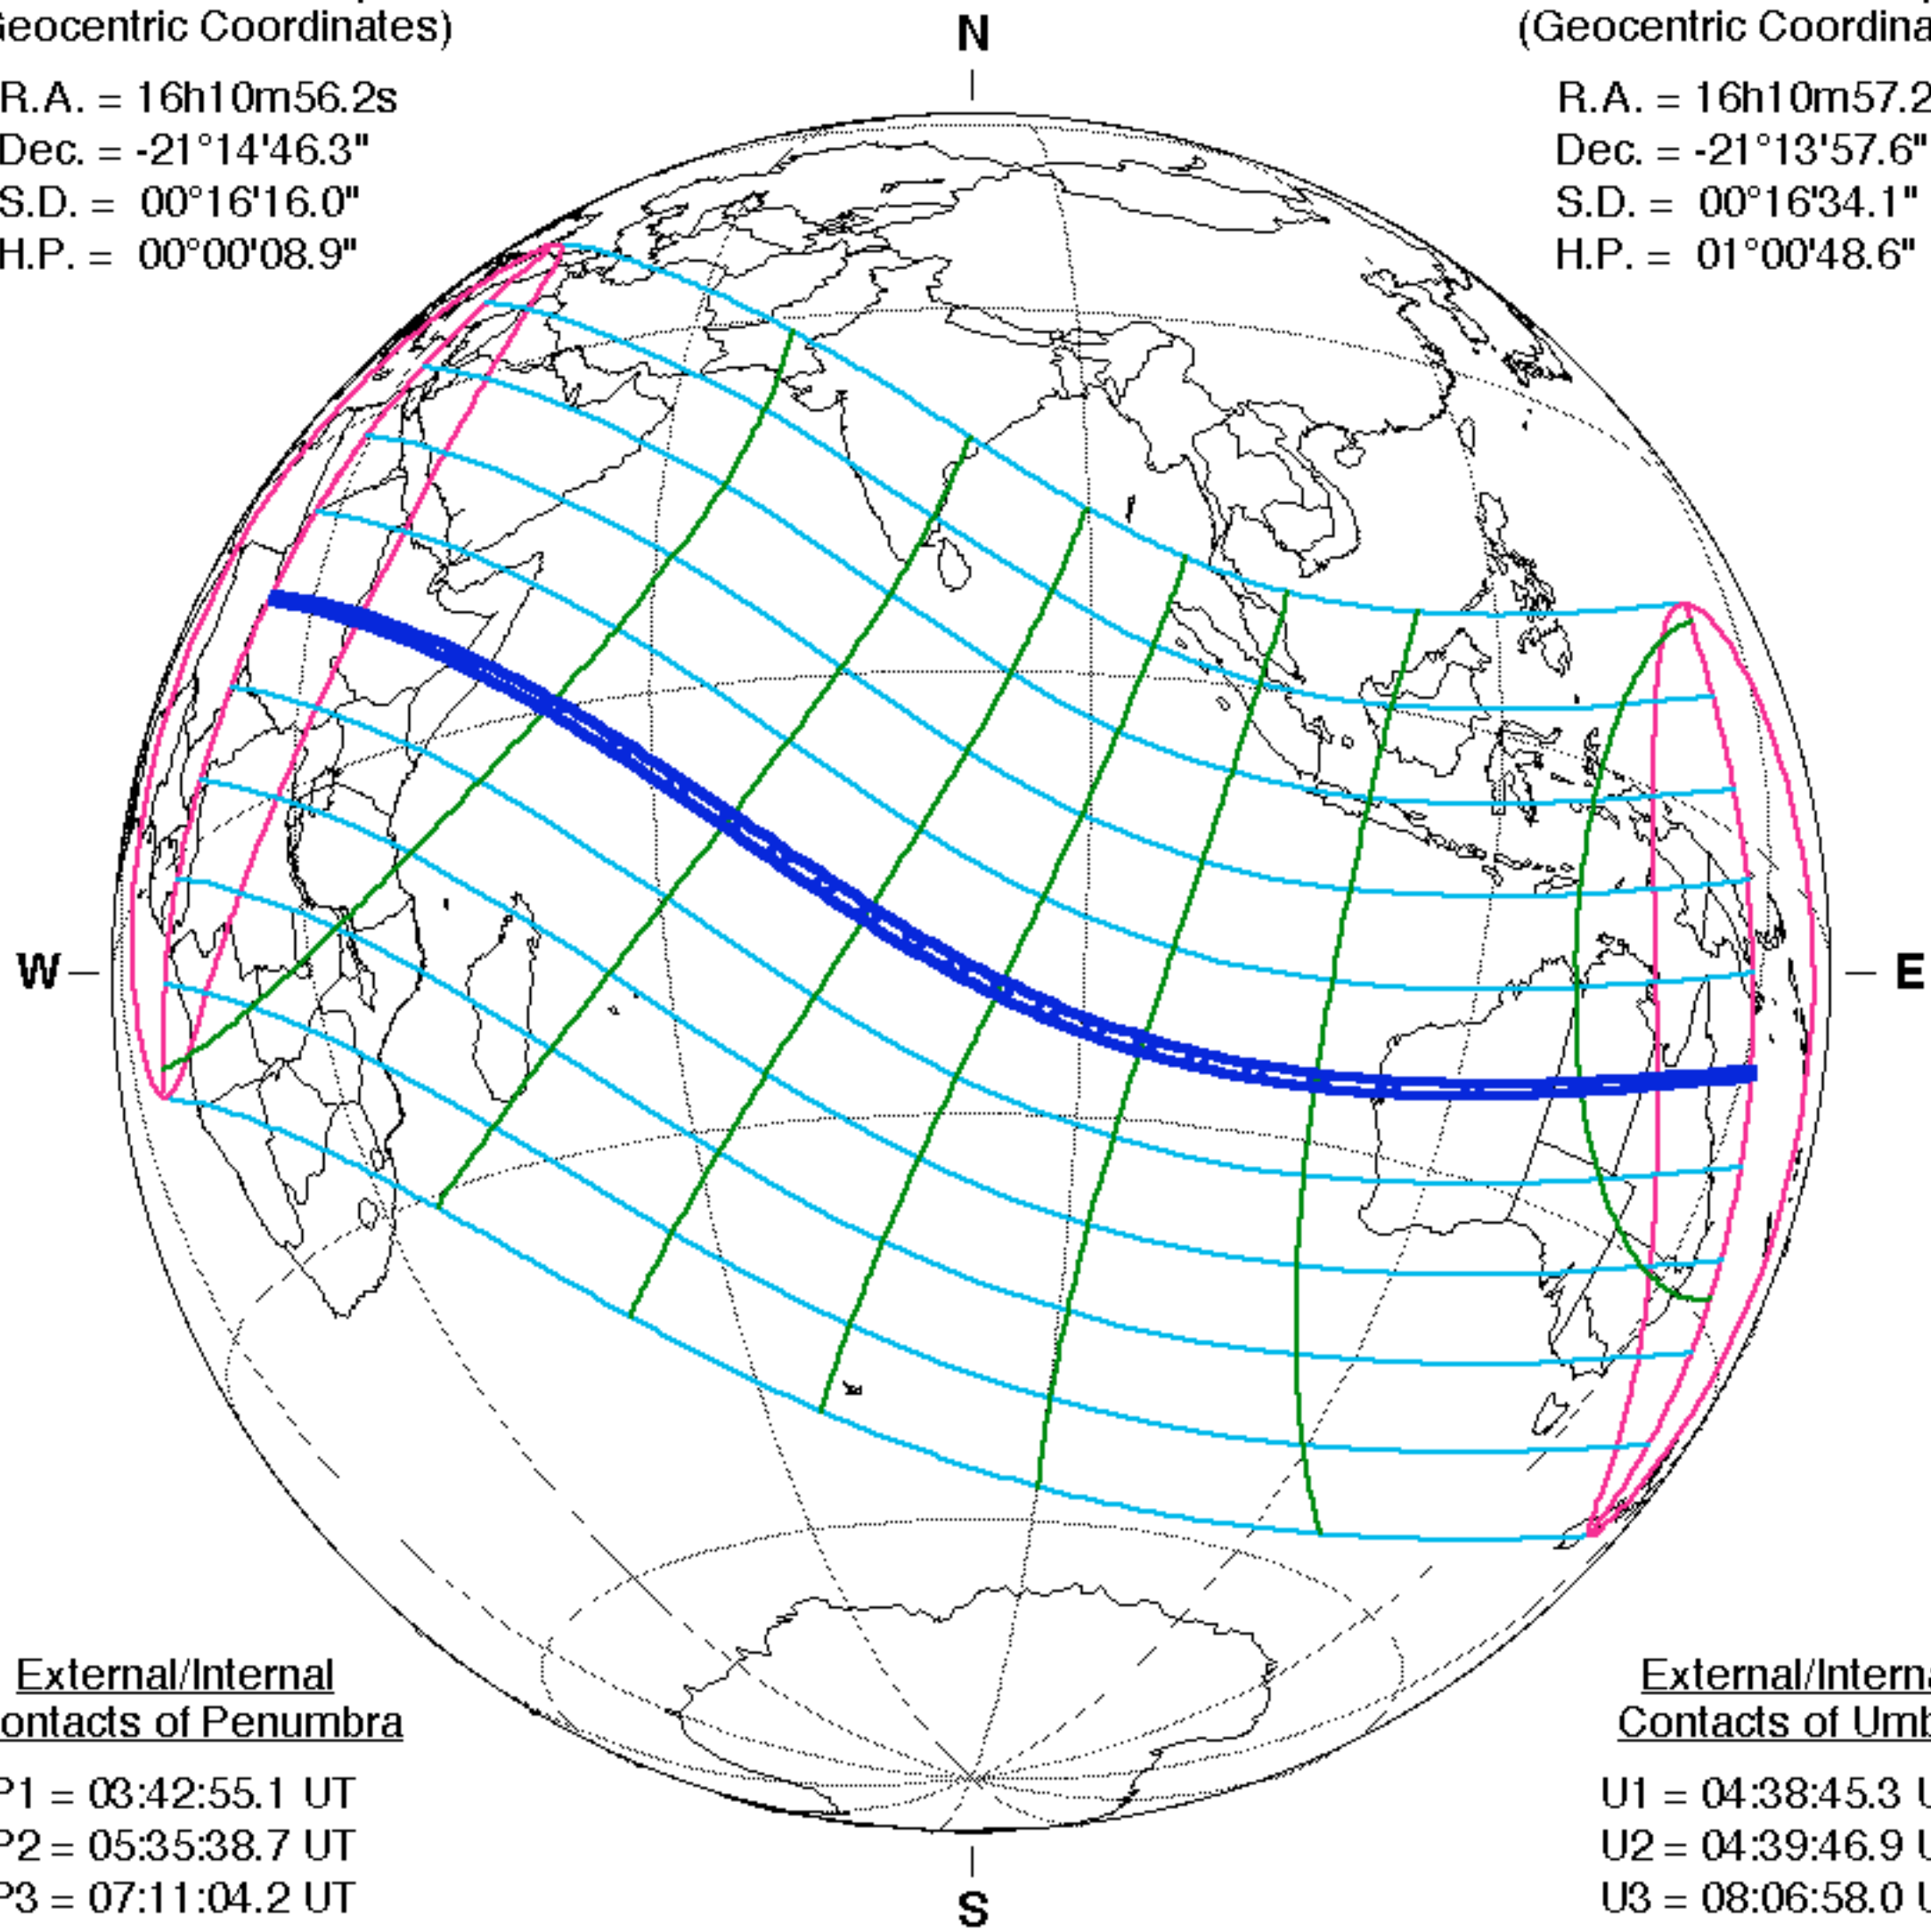 eocentric Coordinates)
R.A. = 16h10m56.2s
Dec. = -21°14'46.3"
S.D. = 00°16'16.0"
H.P. = 00°00'08.9"
N
(Geocentric Coordina
R.A. = 16h10m57.2
Dec. = -21°13'57.6"
S.D. = 00°16'34.1"
H.P. = 01°00'48.6"
W
E
External/Internal
ontacts of Penumbra
P1 = 03:42:55.1 UT
P2 = 05:35:38.7 UT
P3 = 07:11:04.2 UT
S
External/Interna
Contacts of Umb
U1 = 04:38:45.3 U
U2 = 04:39:46.9 U
U3 = 08:06:58.0 U